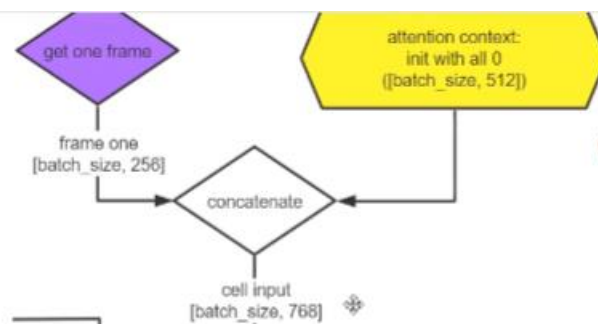 get one frame
attention context:
init with all 0
([batch_size, 512])
frame one
[batch_size, 256]
concatenate
cell input
[batch_size, 768]